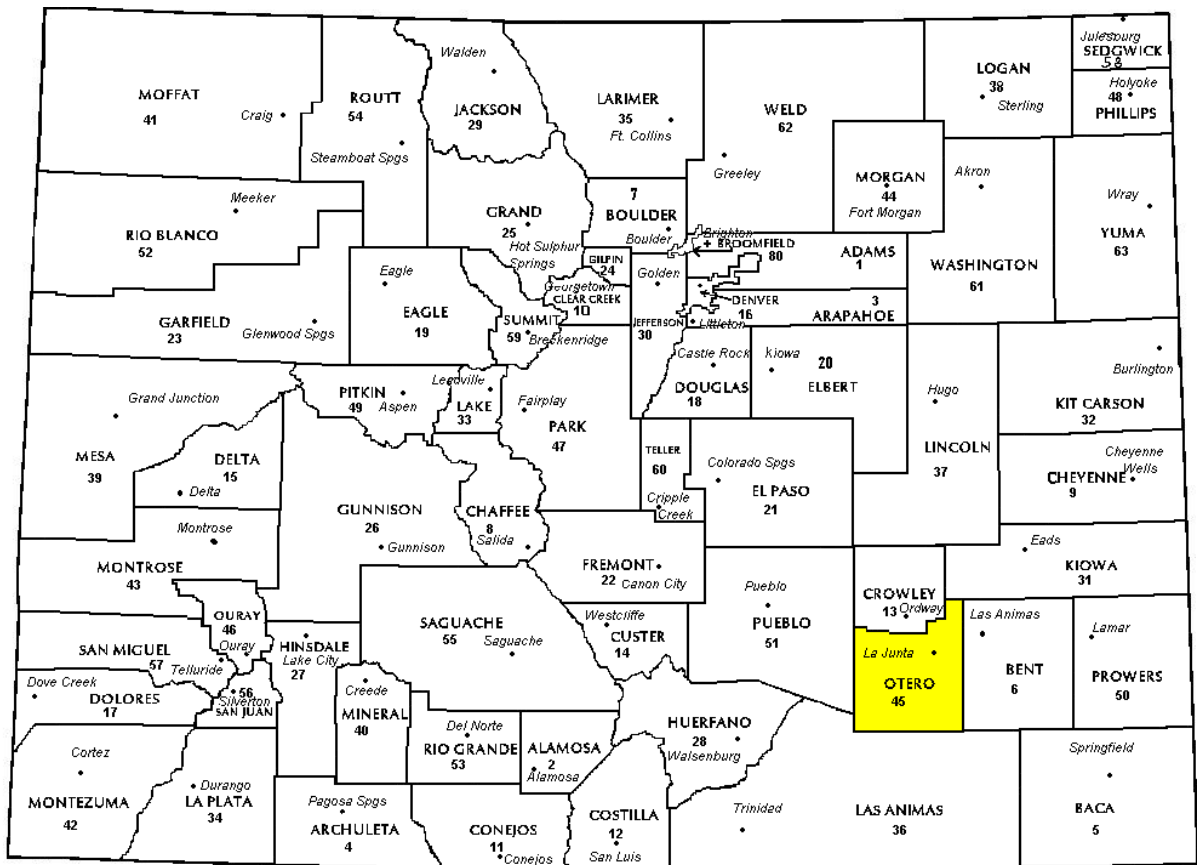 Walden
JACKSON
29
MOFFAT
41
Craig
ROUTT
54
Steamboat Spgs
LARIMER
35
Ft. Collins
WELD
62
Greeley
LOGAN
38
Sterling
Julesburg
SEDGWICK
58
Holyoke
48
PHILLIPS
MORGAN
44
Fort Morgan
Akron
WASHINGTON
61
Wray
YUMA
63
Meeker
RIO BLANCO
52
GRAND
25
Hot Sulphur
Springs
7
BOULDER
Boulder
Brighton
+ BROOMFIELD
80
ADAMS
1
GILPIN
24
Georgetown
CLEAR CREEK
10
Golden
JEFFERSON
30
DENVER
16
Littleton
3
ARAPAHOE
GARFIELD
23
Glenwood Spgs
Eagle
EAGLE
19
SUMMIT
59
Breckenridge
Castle Rock
DOUGLAS
18
Kiowa
20
ELBERT
Hugo
LINCOLN
37
Burlington
KIT CARSON
32
Grand Junction
MESA
39
PITKIN
49
Aspen
Leadville
LAKE
33
Fairplay
PARK
47
DELTA
15
Delta
TELLER
60
Cripple
Creek
Colorado Spgs
EL PASO
21
Cheyenne
Wells
CHEYENNE
9
GUNNISON
26
Gunnison
CHAFFEE
8
Salida
Montrose
MONTROSE
43
FREMONT
22
Canon City
Pueblo
PUEBLO
51
CROWLEY
13
Ordway
Eads
KIOWA
31
OURAY
46
Ouray
SAN MIGUEL
57
Telluride
HINSDALE
Lake City
27
SAGUACHE
55
Saguache
Westcliffe
CUSTER
14
La Junta
OTERO
45
Las Animas
BENT
6
Lamar
PROWERS
50
Dove Creek
DOLORES
17
56
Silverton
SAN JUAN
Creede
MINERAL
40
Del Norte
RIO GRANDE
53
ALAMOSA
2
Alamosa
HUERFANO
28
Walsenburg
Cortez
MONTEZUMA
42
Durango
LA PLATA
34
Pagosa Spgs
ARCHULETA
4
CONEJOS
11
Conejos
COSTILLA
12
San Luis
Trinidad
LAS ANIMAS
36
Springfield
BACA
5